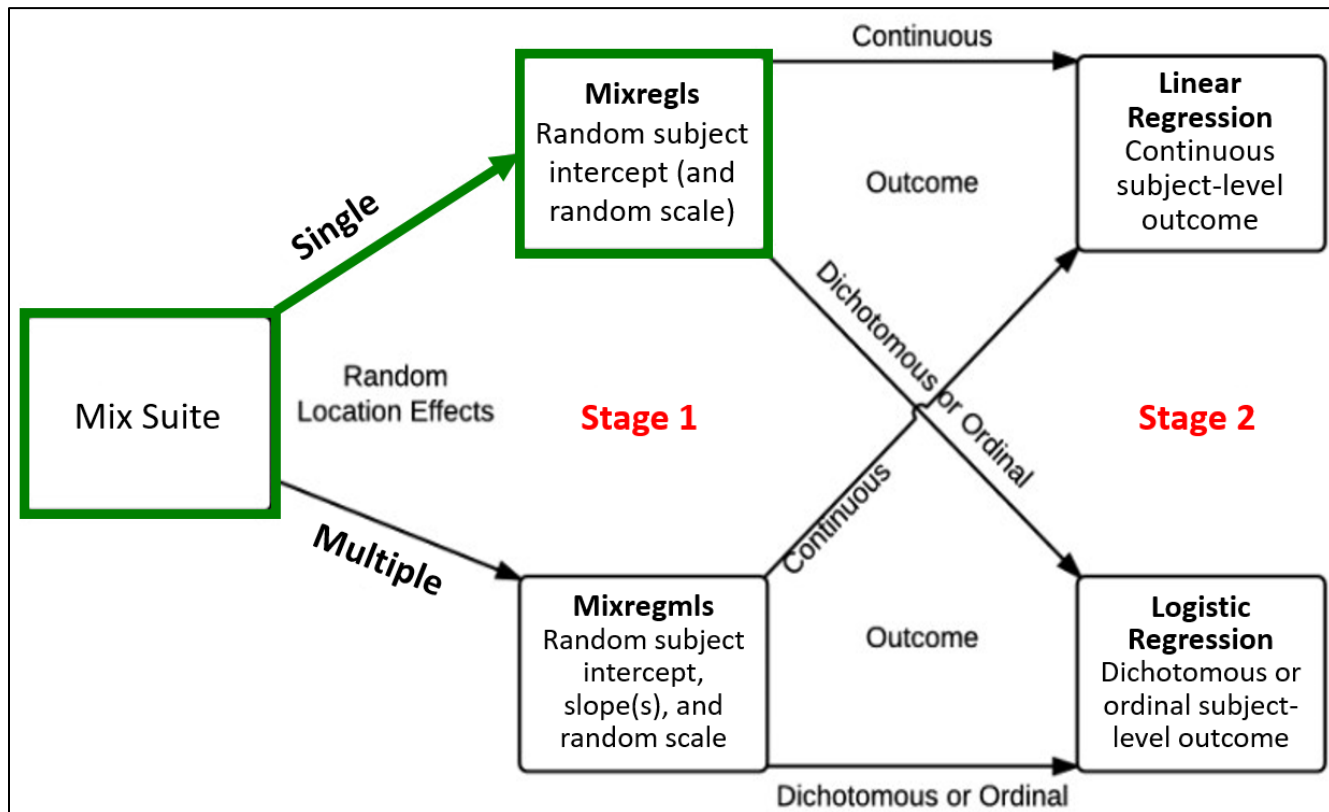 Mix Suite
Single
Random
Location Effects
Multiple
Mixregls
Random subject
intercept (and
random scale)
Stage 1
Mixregmls
Random subject
intercept,
slope(s), and
random scale
Continuous
Outcome
Dichotomous or Ordinal
Continuous
Outcome
Dichotomous or Ordinal
Linear
Regression
Continuous
subject-level
outcome
Stage 2
Logistic
Regression
Dichotomous or
ordinal subject-
level outcome